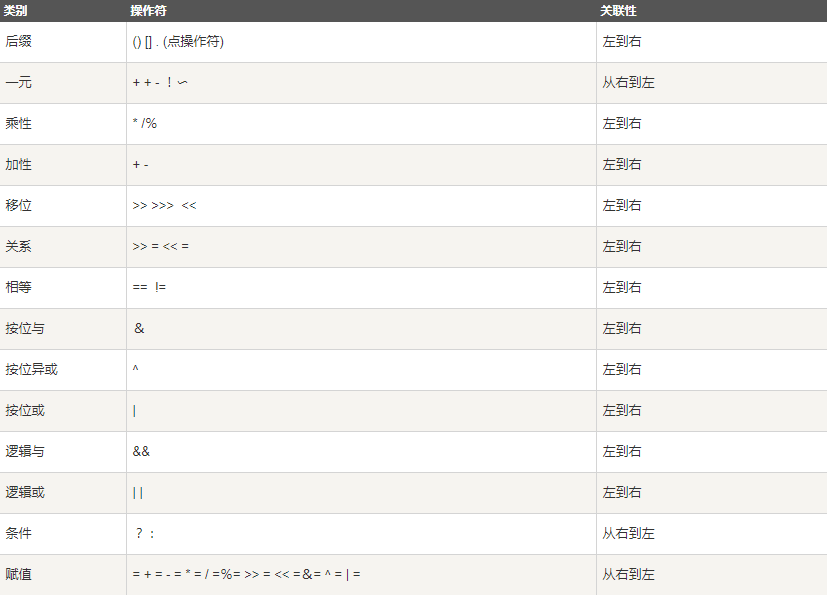 类别 操作符 关联性
后缀 () [] . (点操作符) 左到右
一元 + + - ！〜 从右到左
乘性 * /% 左到右
加性 + - 左到右
移位 >> >>> << 左到右
关系 >> = << = 左到右
相等 == != 左到右
按位与 & 左到右
按位异或 ^ 左到右
按位或 | 左到右
逻辑与 && 左到右
逻辑或 | | 左到右
条件 ？： 从右到左
赋值 = + = - = * = / =%= >> = << =&= ^ = | = 从右到左